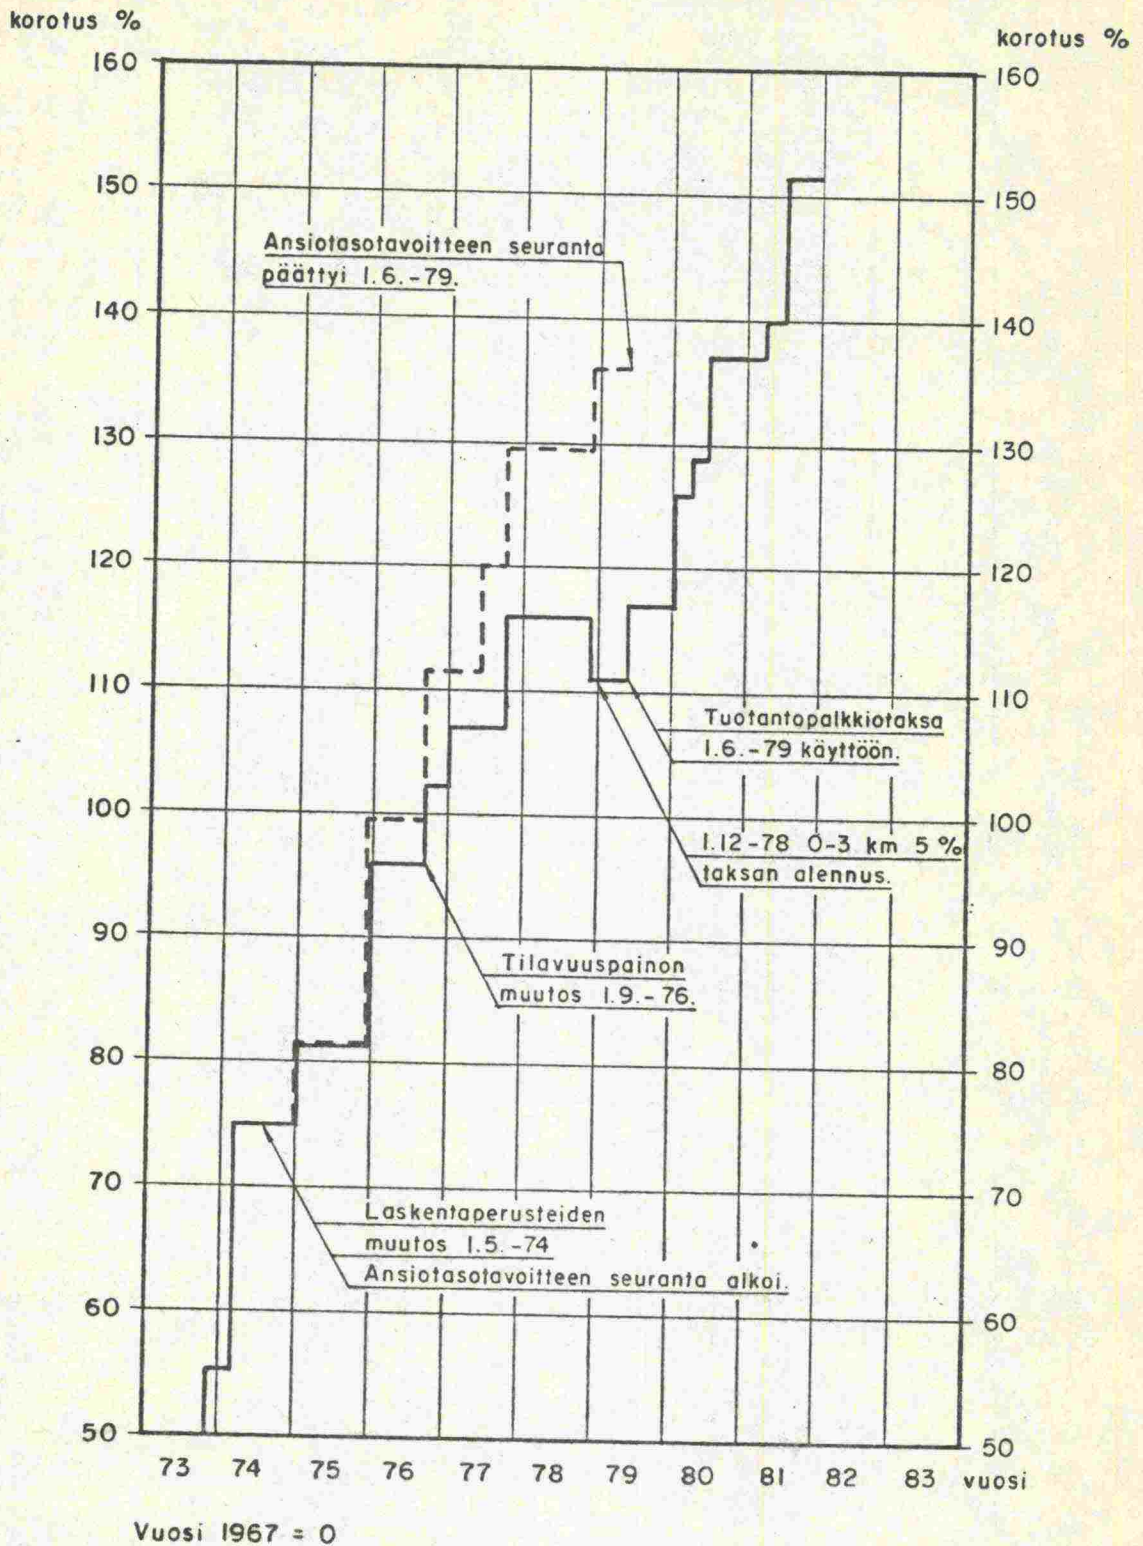 korotus %
korotus %
160
150
140
130
120
110
100
90
80
70
60
50
160
150
140
130
120
110
100
90
80
70
60
50
Ansiotasotavoitteen seuranta
päättyi 1.6.-79.
Tuotantopalkkiotaksa
1.6.-79 käyttöön.
1.12-78 0-3 km 5 %
taksan alennus.
Tilavuuspainon
muutos 1.9.-76.
Laskentaperusteiden
muutos 1.5.-74
Ansiotasotavoitteen seuranta alkoi.
73 74 75 76 77 78 79 80 81 82 83 vuosi
Vuosi 1967 = 0